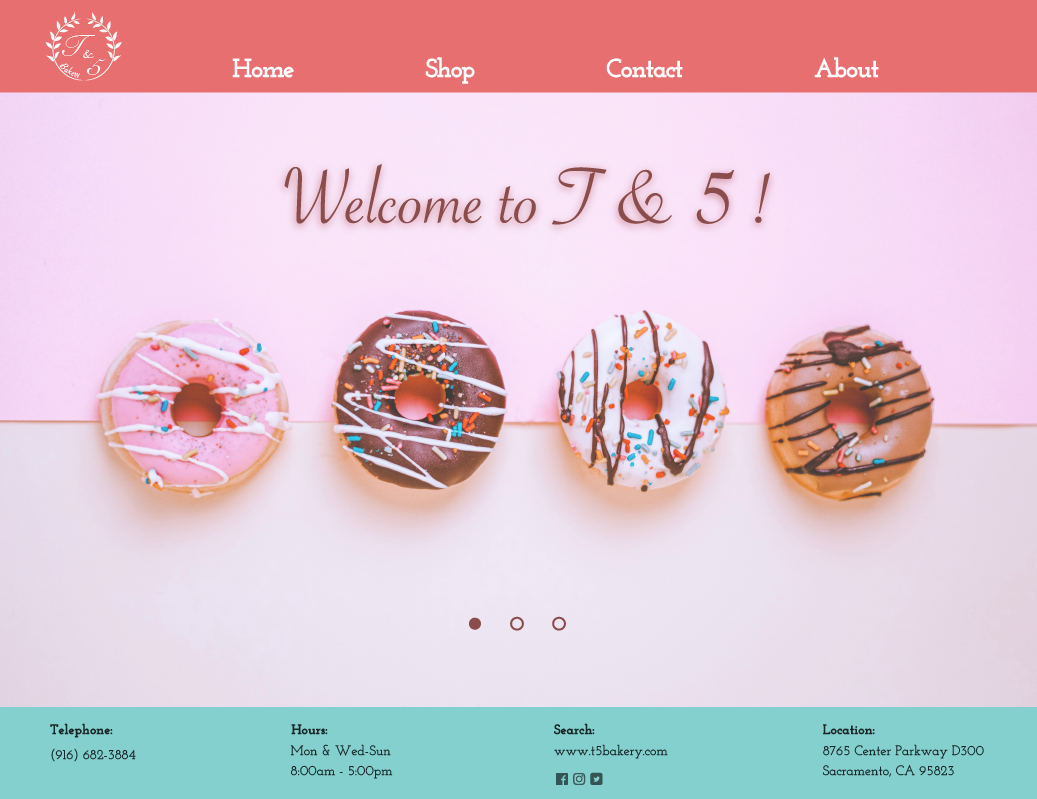 T &
Bakery 5
Home Shop Contact About
Welcome to T & 5 !
Telephone: Hours: Search: Location:
(916) 682-3884 Mon & Wed-Sun www.t5bakery.com 8765 Center Parkway D300
8:00am - 5:00pm Sacramento, CA 95823